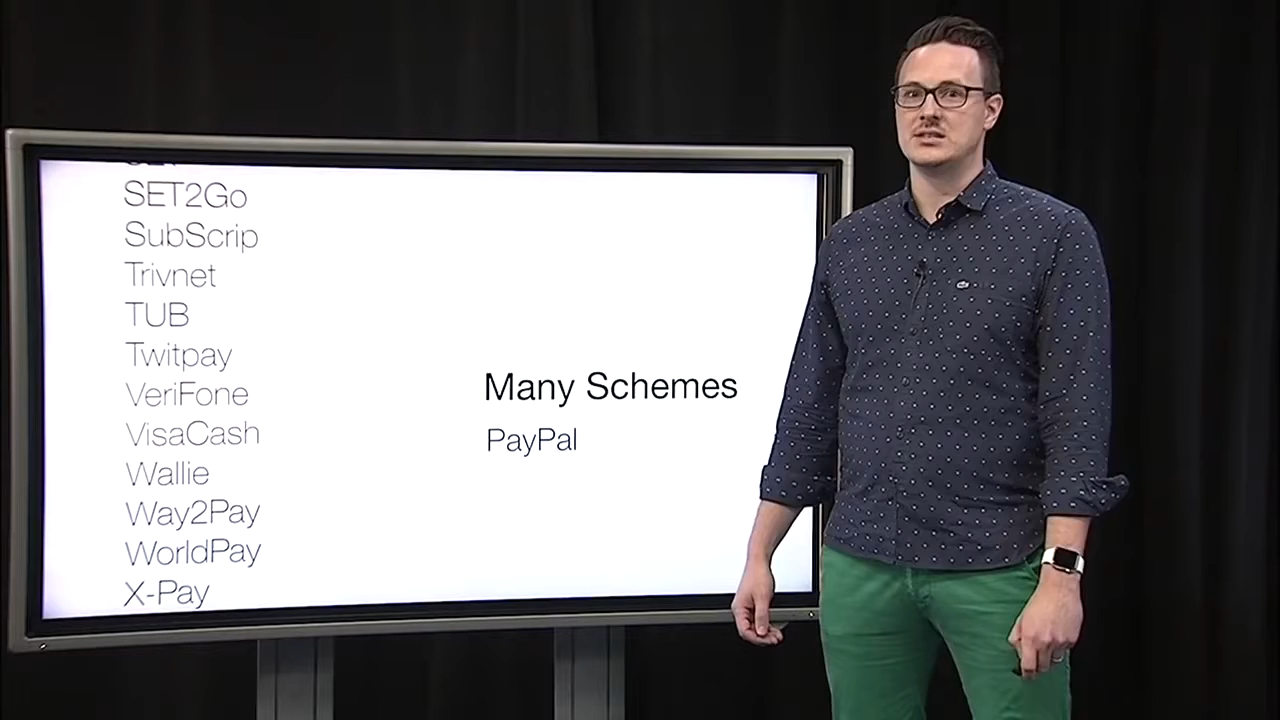 SET2Go
SubScrip
Trivnet
TUB
Twitpay
VeriFone
VisaCash
Wallie
Way2Pay
WorldPay
X-Pay
Many Schemes
PayPal